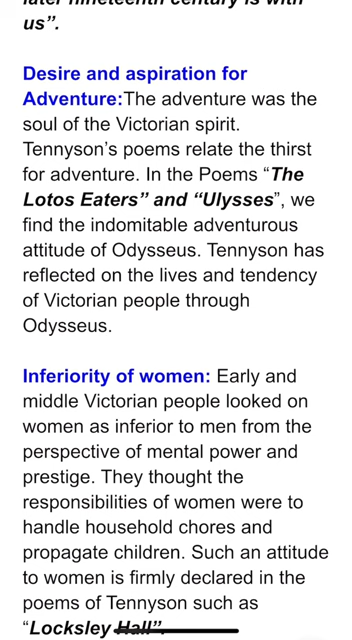 later nineteenth century is with
us”.
Desire and aspiration for
Adventure:The adventure was the
soul of the Victorian spirit.
Tennyson’s poems relate the thirst
for adventure. In the Poems “The
Lotos Eaters” and “Ulysses”, we
find the indomitable adventurous
attitude of Odysseus. Tennyson has
reflected on the lives and tendency
of Victorian people through
Odysseus.
Inferiority of women: Early and
middle Victorian people looked on
women as inferior to men from the
perspective of mental power and
prestige. They thought the
responsibilities of women were to
handle household chores and
propagate children. Such an attitude
to women is firmly declared in the
poems of Tennyson such as
“Locksley Hall”.